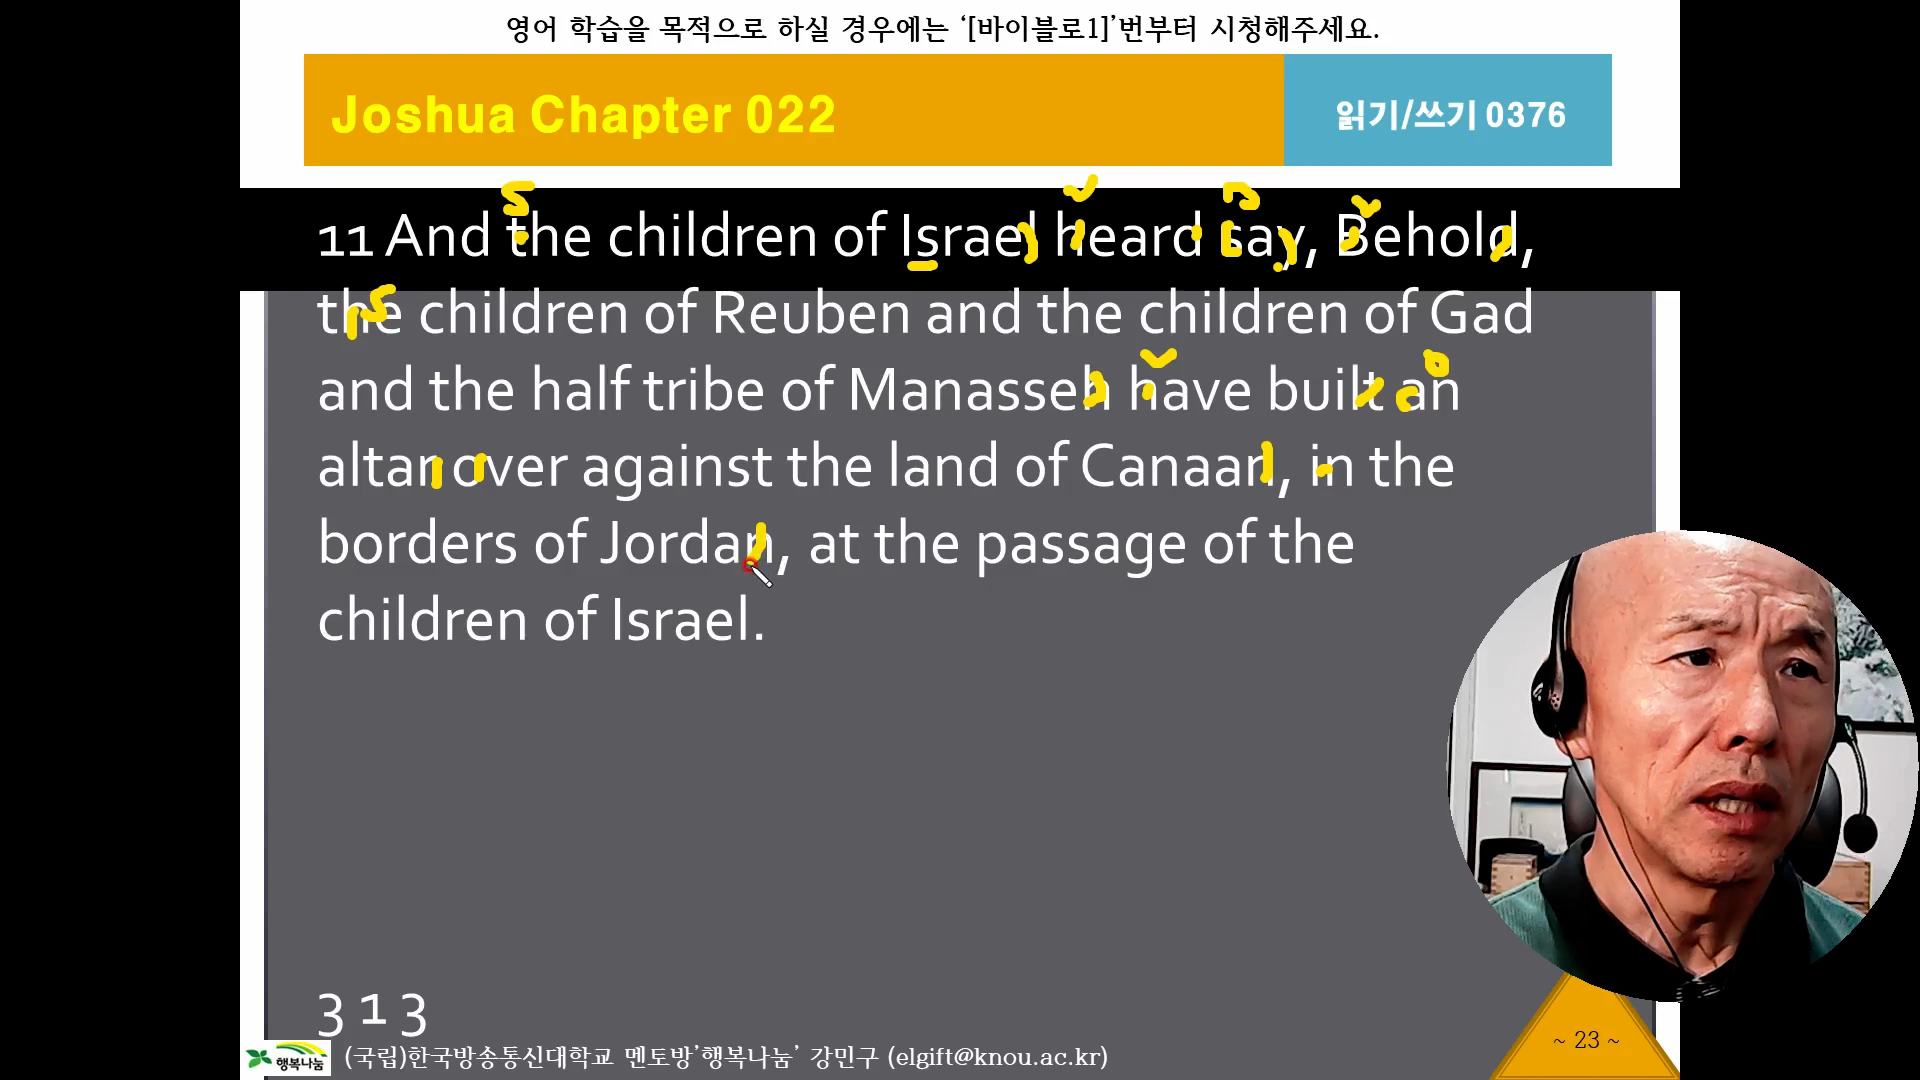 영어 학습을 목적으로 하실 경우에는 ‘[바이블로1]’번부터 시청해주세요.
Joshua Chapter 022
읽기/쓰기 0376
11 And the children of Israel heard say, Behold,
the children of Reuben and the children of Gad
and the half tribe of Manasseh have built an
altar over against the land of Canaan, in the
borders of Jordan, at the passage of the
children of Israel.
3 1 3
~ 23 ~
행복나눔
(국립)한국방송통신대학교 멘토방’행복나눔’ 강민구 (elgift@knou.ac.kr)